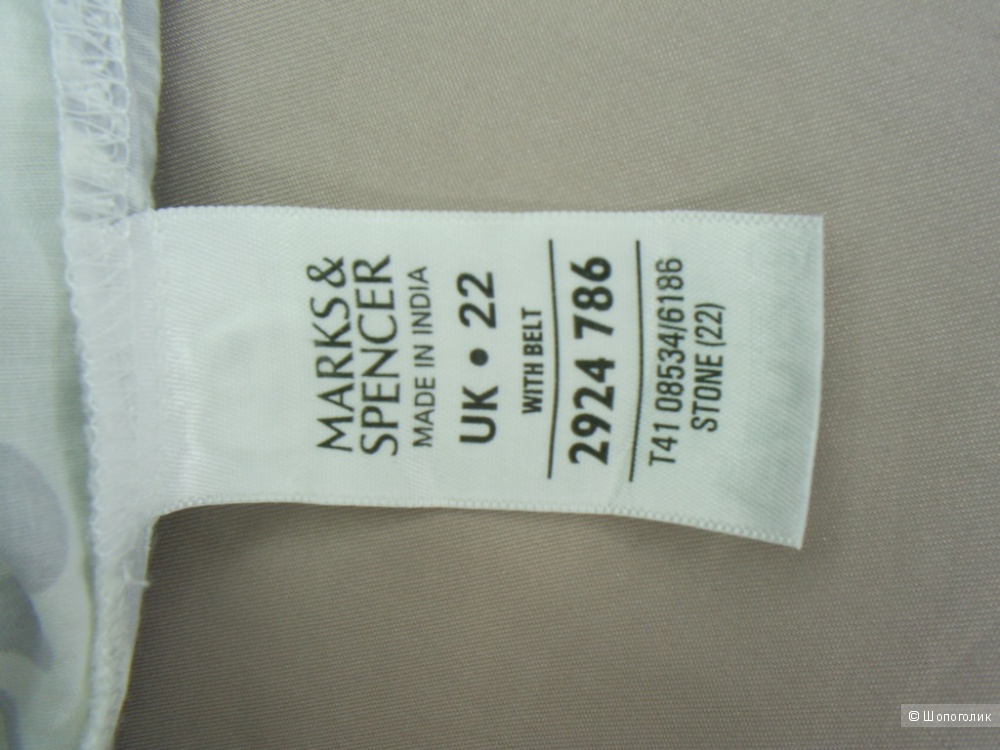 MARKS &
SPENCER
MADE IN INDIA
UK • 22
WITH BELT
2924 786
T41 08534/6186
STONE (22)
© Шопоголик